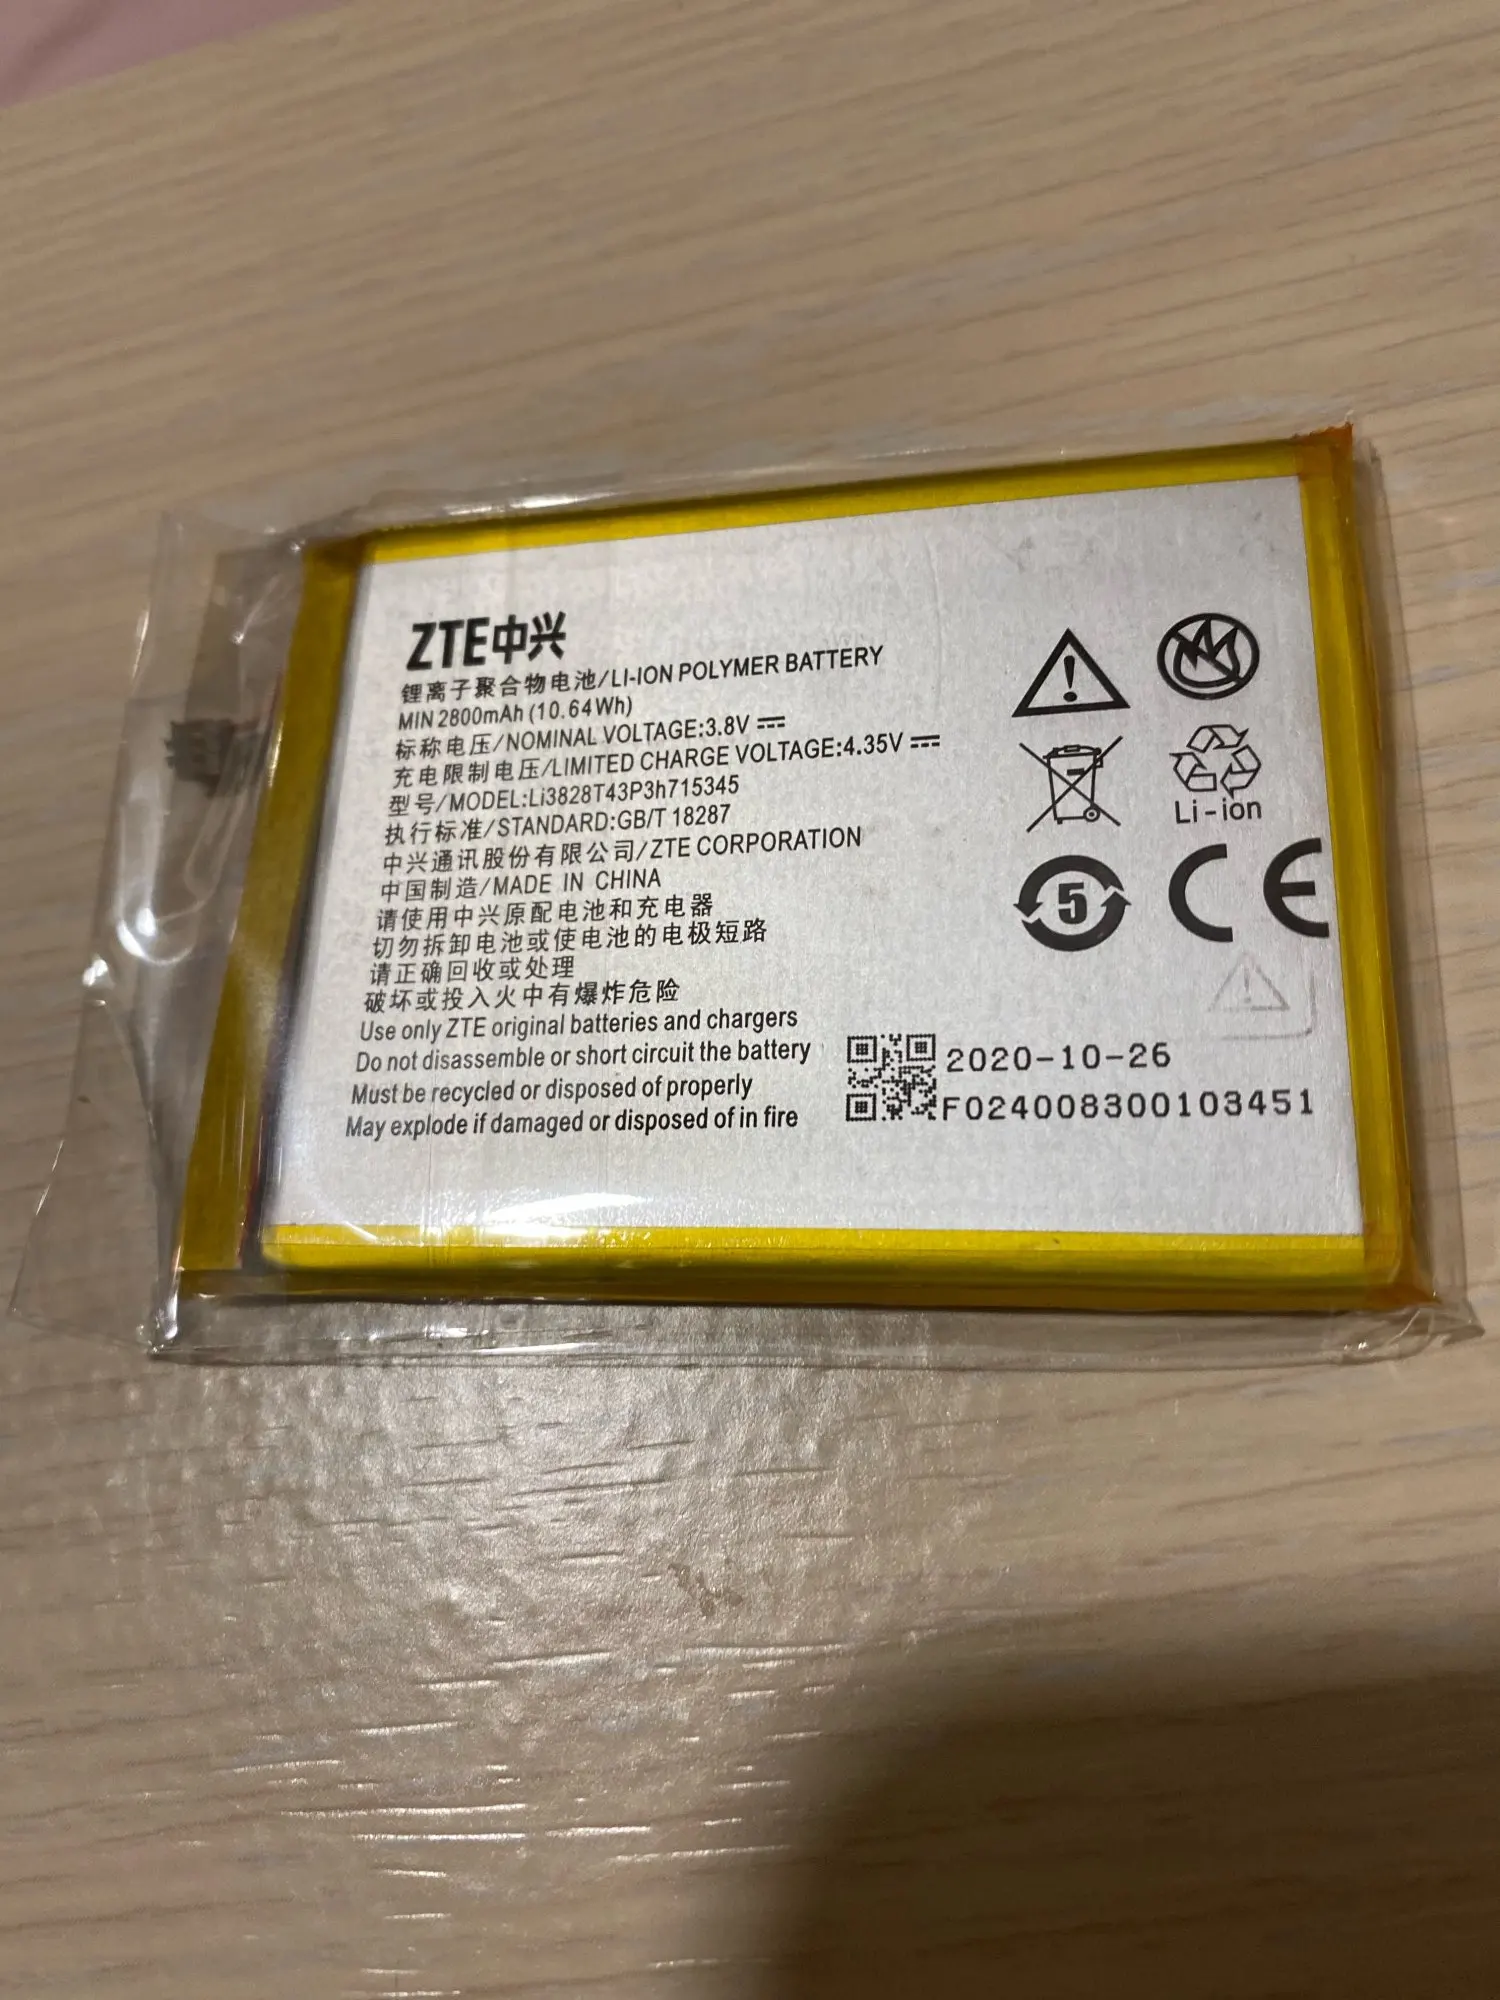 ZTE中兴
锂离子聚合物电池/LI-ION POLYMER BATTERY
MIN 2800mAh (10.64Wh)
标称电压/NOMINAL VOLTAGE:3.8V
充电限制电压/LIMITED CHARGE VOLTAGE:4.35V
型号/MODEL:Li3828T43P3h715345
执行标准/STANDARD:GB/T 18287
中兴通讯股份有限公司/ZTE CORPORATION
中国制造/MADE IN CHINA
请使用中兴原配电池和充电器
切勿拆卸电池或使电池的电极短路
请正确回收或处理
破坏或投入火中有爆炸危险
Use only ZTE original batteries and chargers
Do not disassemble or short circuit the battery
Must be recycled or disposed of properly
May explode if damaged or disposed of in fire
Li-ion
5
CE
2020-10-26
F024008300103451